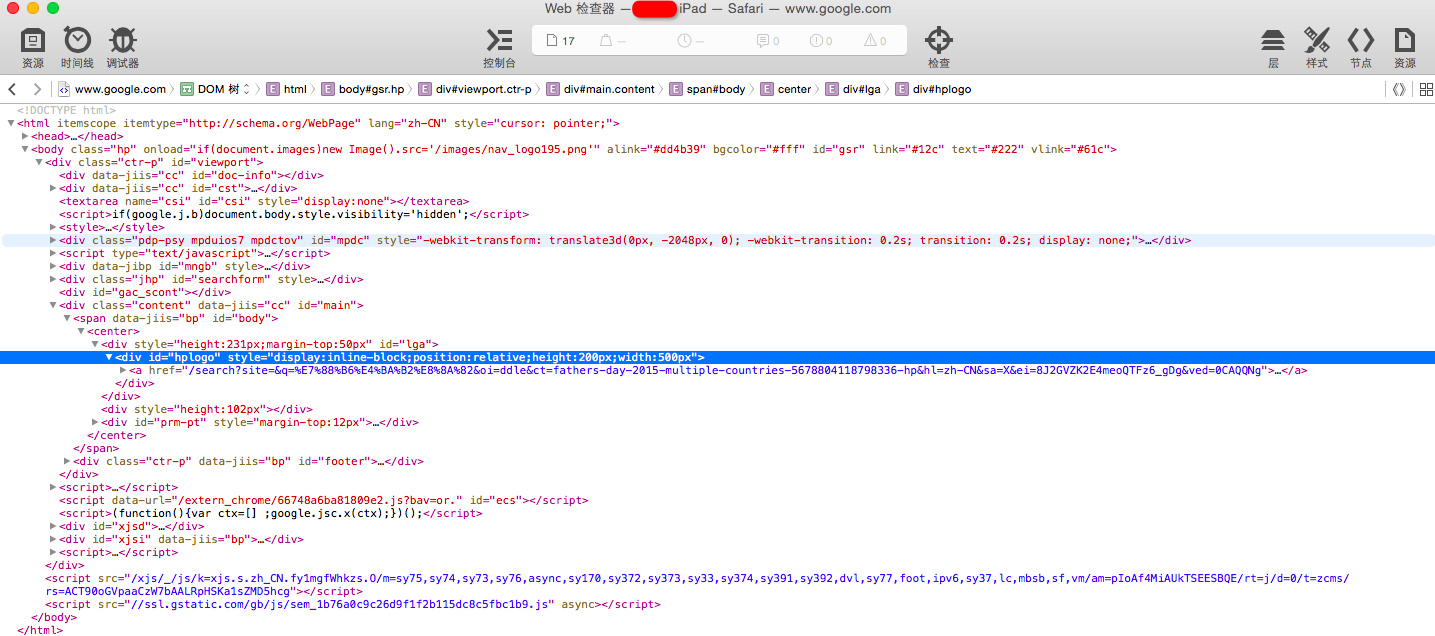 Web 检查器 — iPad — Safari — www.google.com
资源 时间线 调试器 控制台 17 — — 0 0 0 检查 层 样式 节点 资源
www.google.com DOM 树 E html E body#gsr.hp E div#viewport.ctr-p E div#main.content E span#body E center E div#lga E div#hplogo
<!DOCTYPE html>
<html itemscope itemtype="http://schema.org/WebPage" lang="zh-CN" style="cursor: pointer;">
<head>…</head>
<body class="hp" onload="if(document.images)new Image().src='/images/nav_logo195.png'" alink="#dd4b39" bgcolor="#fff" id="gsr" link="#12c" text="#222" vlink="#61c">
<div class="ctr-p" id="viewport">
<div data-jiis="cc" id="doc-info"></div>
<div data-jiis="cc" id="cst">…</div>
<textarea name="csi" id="csi" style="display:none"></textarea>
<script>if(google.j.b)document.body.style.visibility='hidden';</script>
<style>…</style>
<div class="pdp-psy mpduios7 mpdctov" id="mpdc" style="-webkit-transform: translate3d(0px, -2048px, 0); -webkit-transition: 0.2s; transition: 0.2s; display: none;">…</div>
<script type="text/javascript">…</script>
<div data-jibp id="mngb" style>…</div>
<div class="jhp" id="searchform" style>…</div>
<div id="gac_scont"></div>
<div class="content" data-jiis="cc" id="main">
<span data-jiis="bp" id="body">
<center>
<div style="height:231px;margin-top:50px" id="lga">
<div id="hplogo" style="display:inline-block;position:relative;height:200px;width:500px">
<a href="/search?site=&q=%E7%88%B6%E4%BA%B2%E8%8A%82&oi=ddle&ct=fathers-day-2015-multiple-countries-5678804118798336-hp&hl=zh-CN&sa=X&ei=8J2GVZK2E4meoQTFz6_gDg&ved=0CAQQNg">…</a>
</div>
</div>
<div style="height:102px"></div>
<div id="prm-pt" style="margin-top:12px">…</div>
</center>
</span>
<div class="ctr-p" data-jiis="bp" id="footer">…</div>
</div>
<script>…</script>
<script data-url="/extern_chrome/66748a6ba81809e2.js?bav=or." id="ecs"></script>
<script>(function(){var ctx=[] ;google.jsc.x(ctx);})();</script>
<div id="xjsd">…</div>
<div id="xjsi" data-jiis="bp">…</div>
<script>…</script>
</div>
<script src="/xjs/_/js/k=xjs.s.zh_CN.fy1mgfWhkzs.O/m=sy75,sy74,sy73,sy76,async,sy170,sy372,sy373,sy33,sy374,sy391,sy392,dvl,sy77,foot,ipv6,sy37,lc,mbsb,sf,vm/am=pIoAf4MiAUkTSEESBQE/rt=j/d=0/t=zcms/
rs=ACT90oGVpaaCzW7bAALRpHSKa1sZMD5hcg"></script>
<script src="//ssl.gstatic.com/gb/js/sem_1b76a0c9c26d9f1f2b115dc8c5fbc1b9.js" async></script>
</body>
</html>